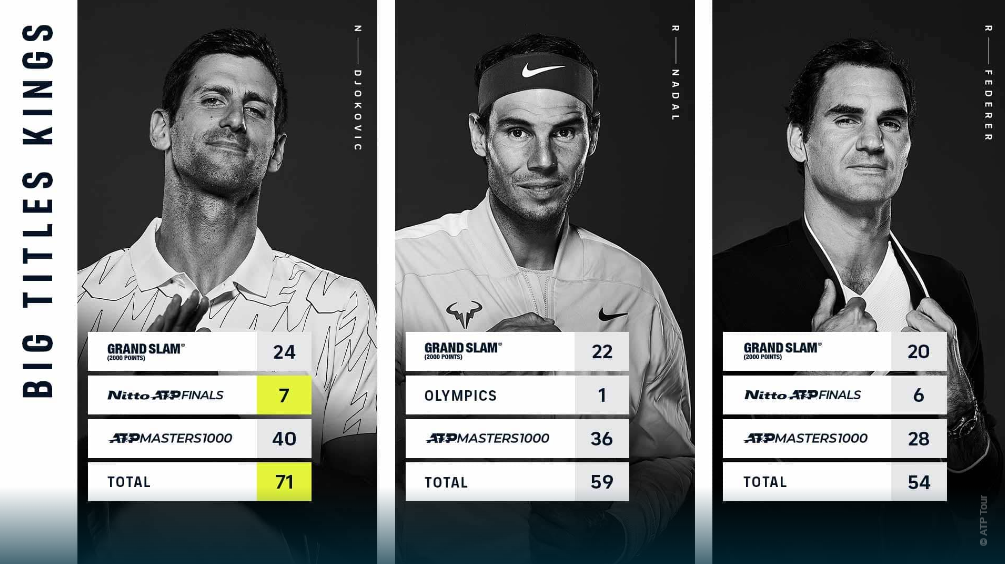 BIG TITLES KINGS
N DJOKOVIC
GRAND SLAM®
(2000 POINTS)
24
Nitto ATP FINALS
7
ATP MASTERS 1000
40
TOTAL
71
R NADAL
GRAND SLAM®
(2000 POINTS)
22
OLYMPICS
1
ATP MASTERS 1000
36
TOTAL
59
R FEDERER
GRAND SLAM®
(2000 POINTS)
20
Nitto ATP FINALS
6
ATP MASTERS 1000
28
TOTAL
54
© ATP Tour